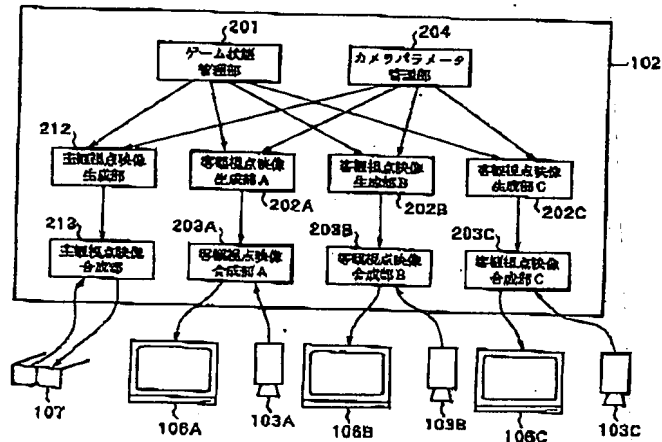 201
ゲーム状態
管理部
204
カメラパラメータ
管理部
102
212
主観視点映像
生成部
客観視点映像
生成部A
202A
客観視点映像
生成部B
202B
客観視点映像
生成部C
202C
213
主観視点映像
合成部
203A
客観視点映像
合成部A
203B
客観視点映像
合成部B
203C
客観視点映像
合成部C
107
106A
103A
106B
103B
106C
103C